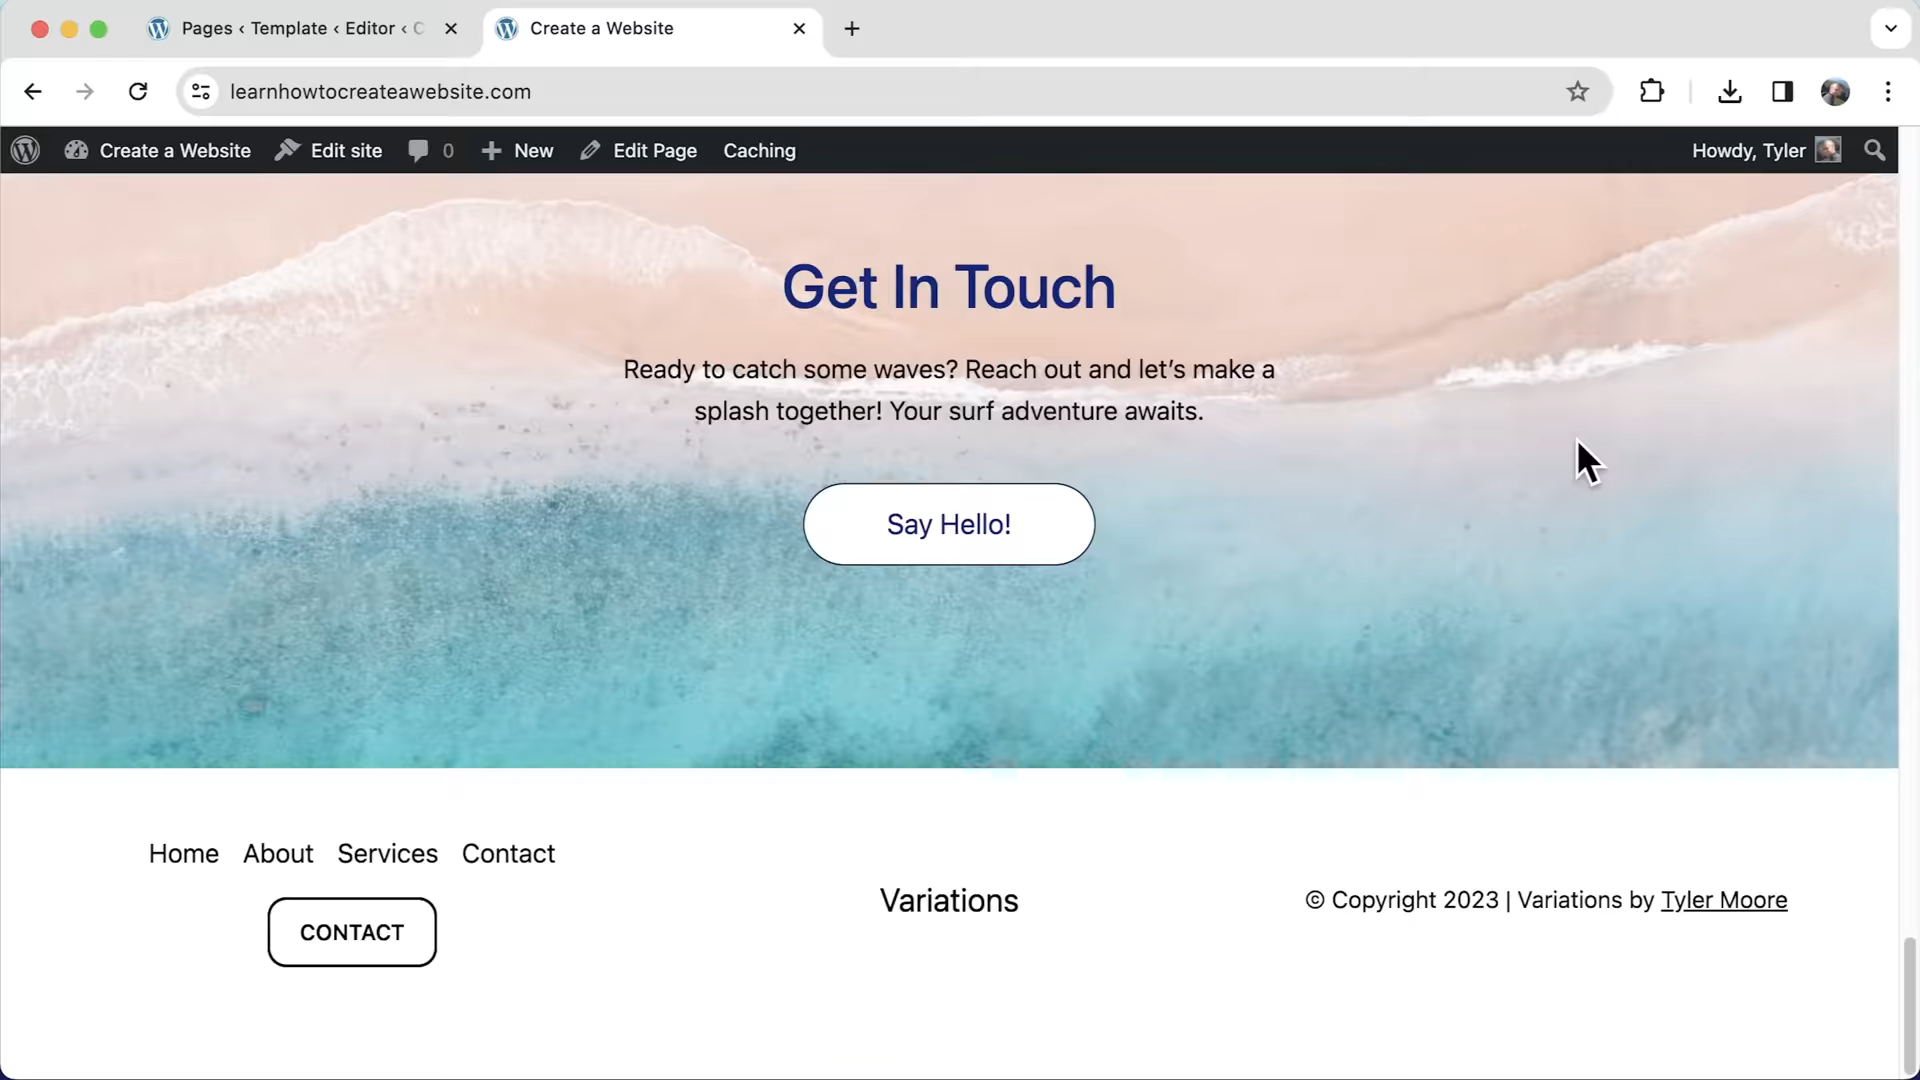 Pages ‹ Template ‹ Editor ‹ C
Create a Website
learnhowtocreateawebsite.com
Create a Website
Edit site
0
New
Edit Page
Caching
Howdy, Tyler
Get In Touch
Ready to catch some waves? Reach out and let’s make a
splash together! Your surf adventure awaits.
Say Hello!
Home About Services Contact
CONTACT
Variations
© Copyright 2023 | Variations by Tyler Moore